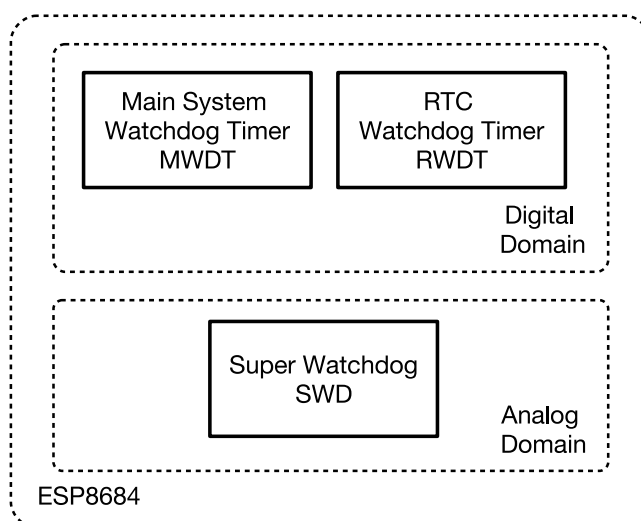 Main System
Watchdog Timer
MWDT
RTC
Watchdog Timer
RWDT
Digital
Domain
Super Watchdog
SWD
Analog
Domain
ESP8684